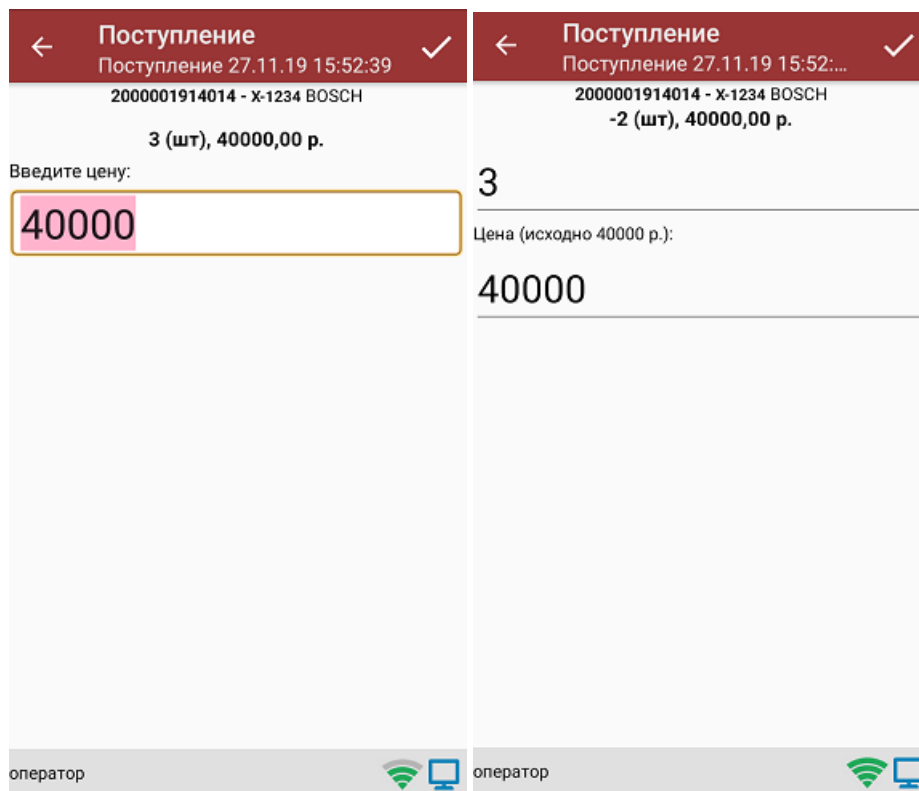 Поступление
Поступление 27.11.19 15:52:39
2000001914014 - X-1234 BOSCH
3 (шт), 40000,00 р.
Введите цену:
40000
оператор
Поступление
Поступление 27.11.19 15:52:...
2000001914014 - X-1234 BOSCH
-2 (шт), 40000,00 р.
3
Цена (исходно 40000 р.):
40000
оператор